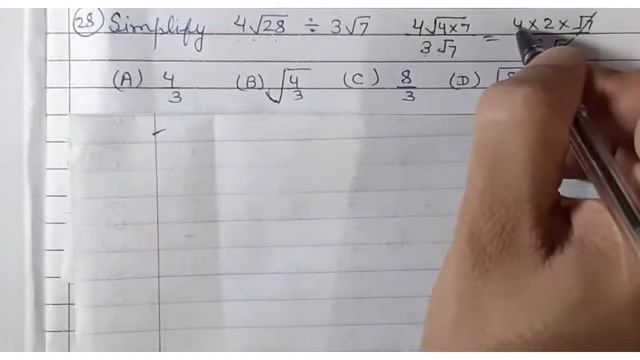 (28) Simplify 4√28 ÷ 3√7 4√4×7 / 3√7 = 4×2×√7 / 3
(A) 4/3 (B) √4/3 (C) 8/3 (D)